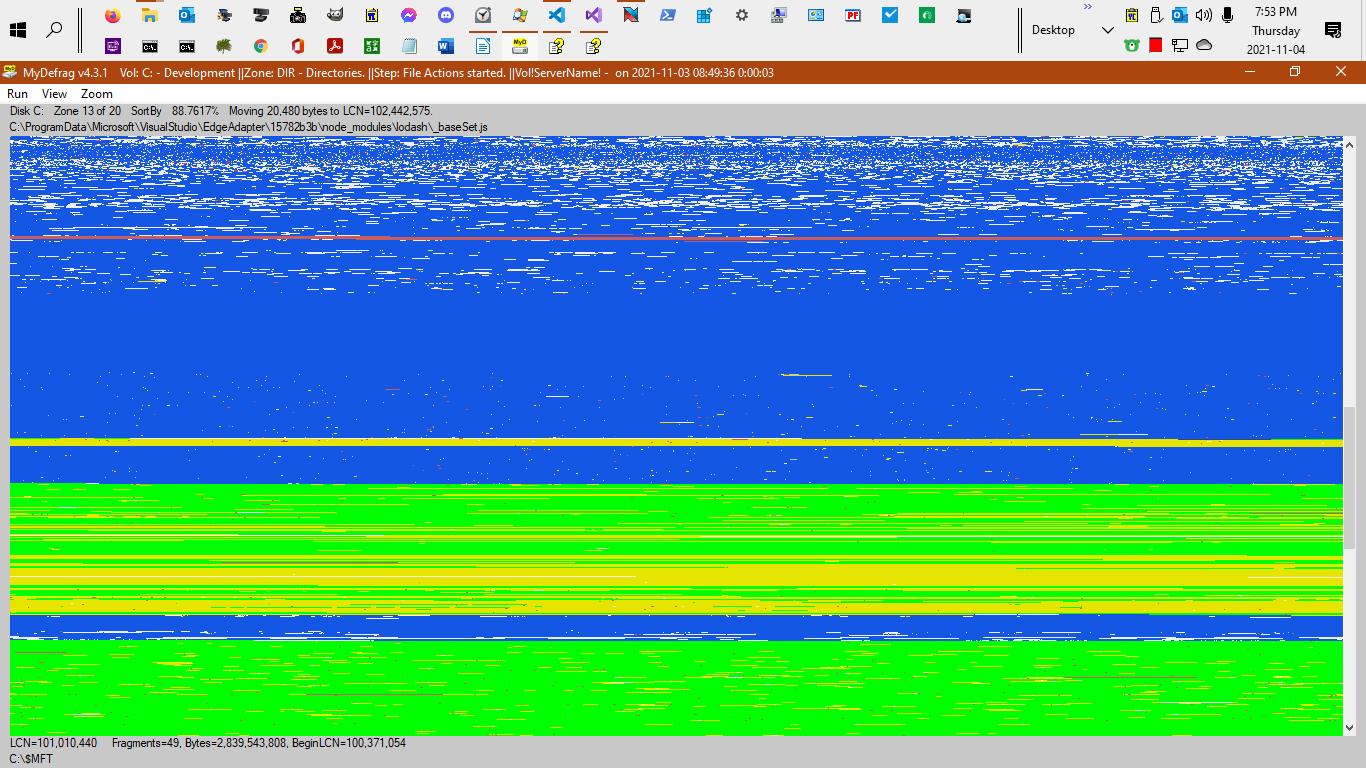 7:53 PM
Desktop
Thursday
2021-11-04
MyDefrag v4.3.1 Vol: C: - Development ||Zone: DIR - Directories. ||Step: File Actions started. ||Vol!ServerName! - on 2021-11-03 08:49:36 0:00:03
Run View Zoom
Disk C: Zone 13 of 20 SortBy 88.7617% Moving 20,480 bytes to LCN=102,442,575.
C:\ProgramData\Microsoft\VisualStudio\EdgeAdapter\15782b3b\node_modules\lodash\_baseSet.js
LCN=101,010,440 Fragments=49, Bytes=2,839,543,808, BeginLCN=100,371,054
C:\$MFT